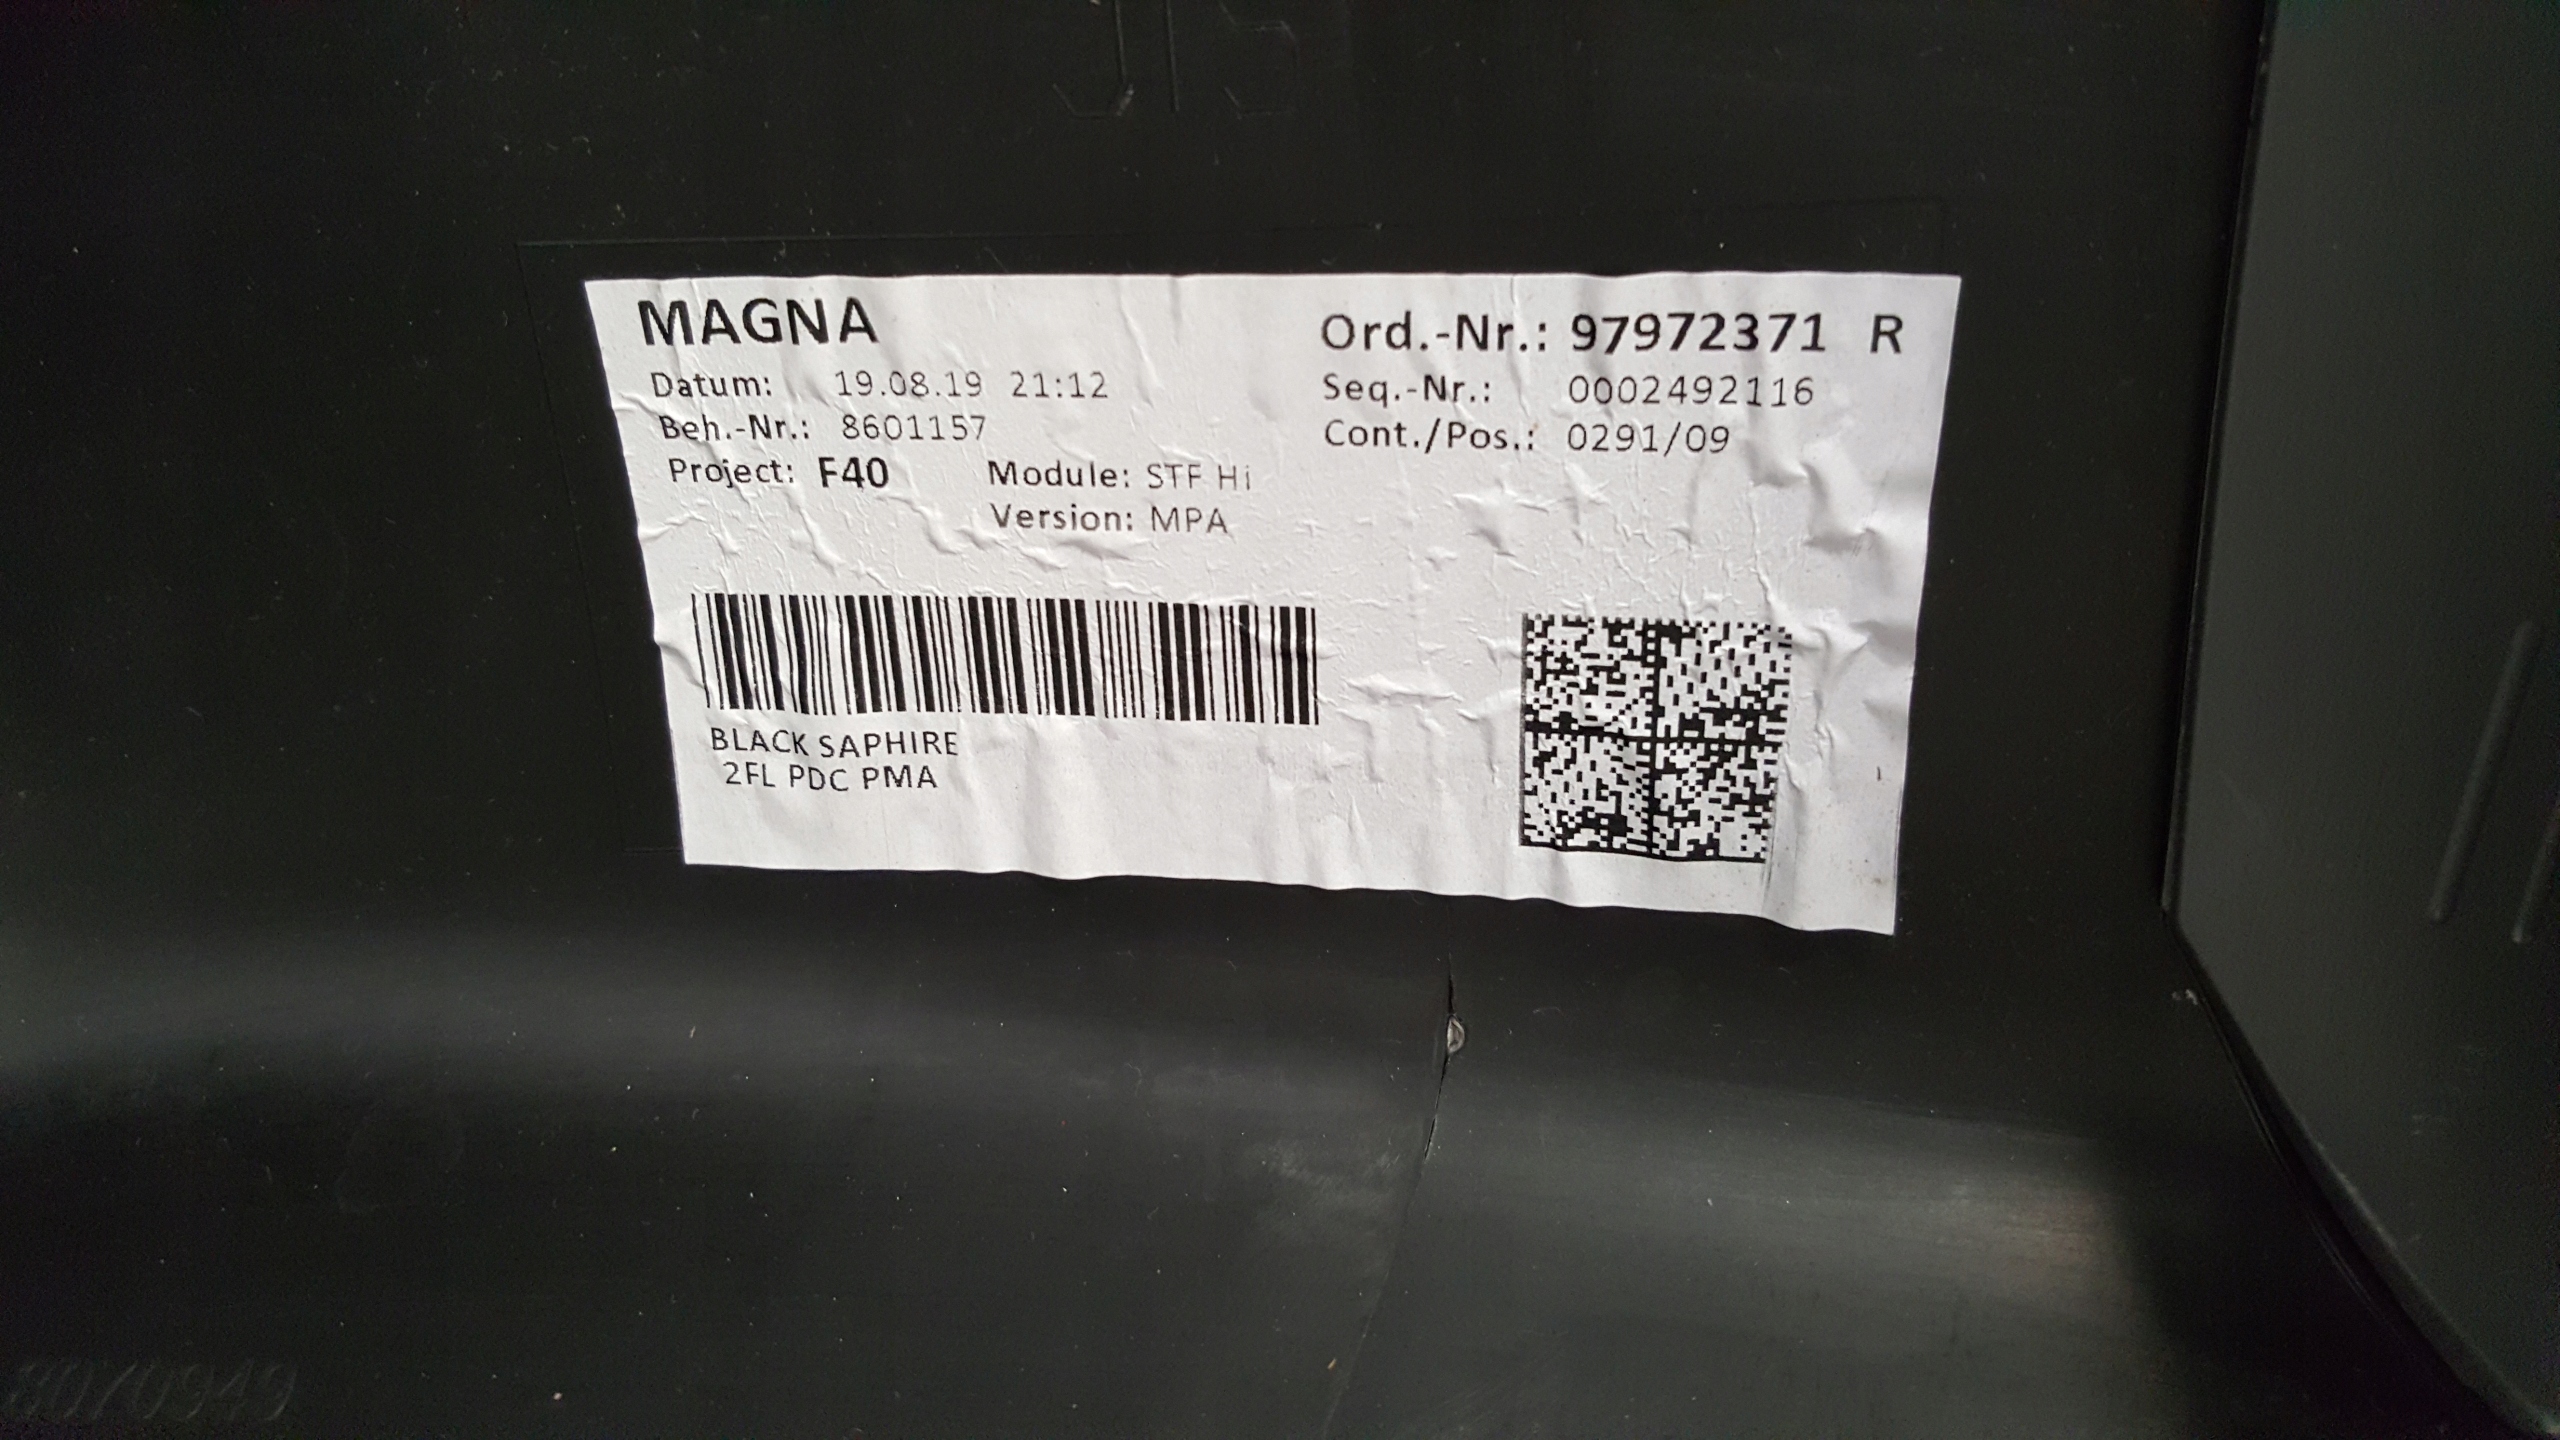 MAGNA
Ord.-Nr.: 97972371 R
Datum: 19.08.19 21:12
Seq.-Nr.: 0002492116
Beh.-Nr.: 8601157
Cont./Pos.: 0291/09
Project: F40 Module: STF Hi
Version: MPA
BLACK SAPHIRE
2FL PDC PMA
8070949